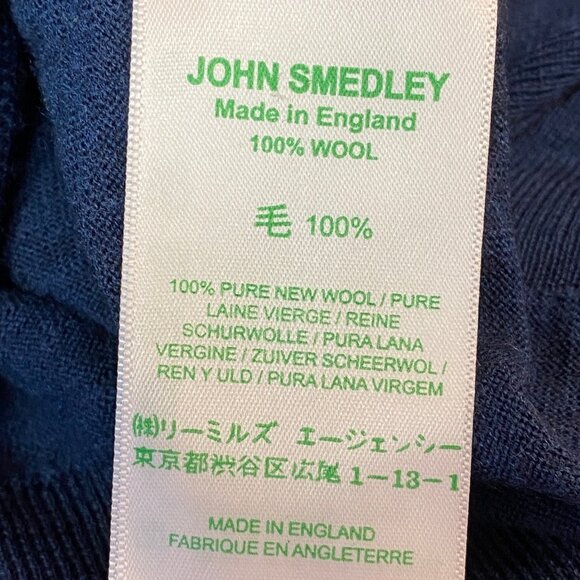 JOHN SMEDLEY
Made in England
100% WOOL
毛 100%
100% PURE NEW WOOL / PURE
LAINE VIERGE / REINE
SCHURWOLLE / PURA LANA
VERGINE / ZUIVER SCHEERWOL /
REN Y ULD / PURA LANA VIRGEM
㈱リーミルズ エージェンシー
東京都渋谷区広尾 1-13-1
MADE IN ENGLAND
FABRIQUE EN ANGLETERRE